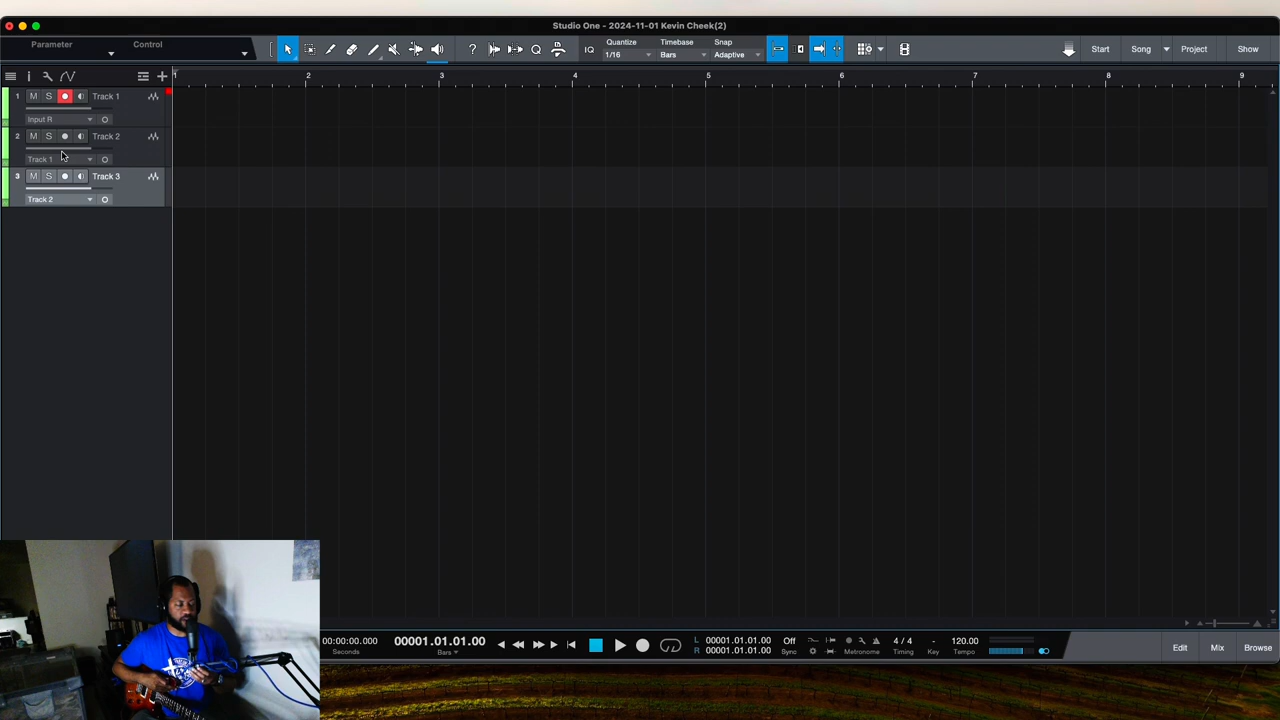 Studio One - 2024-11-01 Kevin Cheek(2)
Parameter
Control
IQ
Quantize
1/16
Timebase
Bars
Snap
Adaptive
Start
Song
Project
Show
1 2 3 4 5 6 7 8 9
1 M S Track 1
Input R
2 M S Track 2
Track 1
3 M S Track 3
Track 2
00:00:00.000
Seconds
00001.01.01.00
Bars
L 00001.01.01.00
R 00001.01.01.00
Off
Sync
Metronome
4 / 4
Timing
-
Key
120.00
Tempo
Edit
Mix
Browse